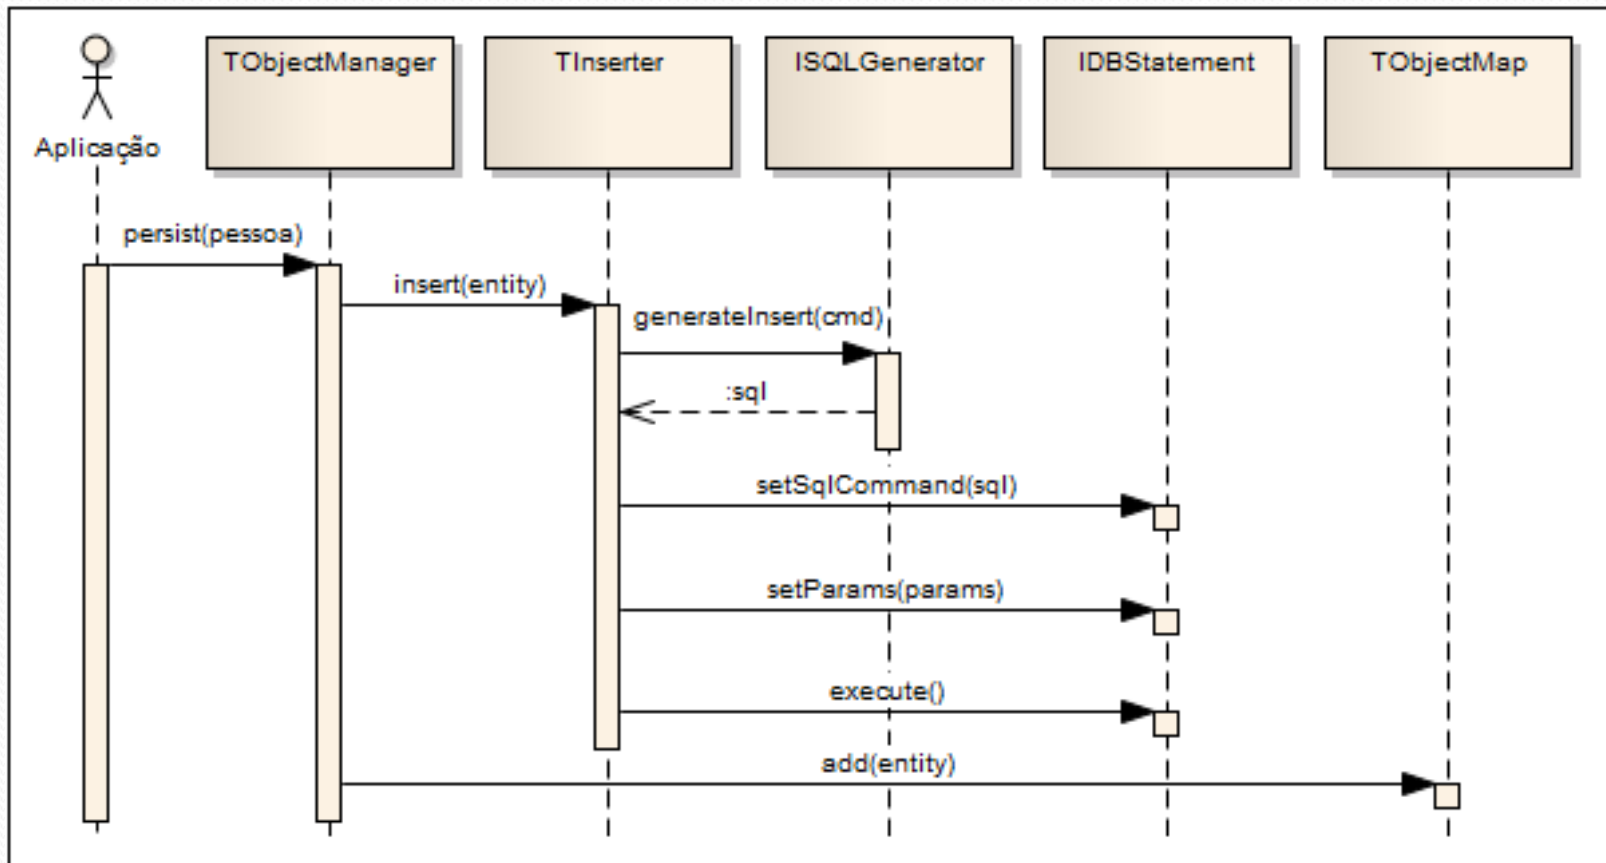 TObjectManager
TInserter
ISQLGenerator
IDBStatement
TObjectMap
Aplicação
persist(pessoa)
insert(entity)
generateInsert(cmd)
:sql
setSqlCommand(sql)
setParams(params)
execute()
add(entity)